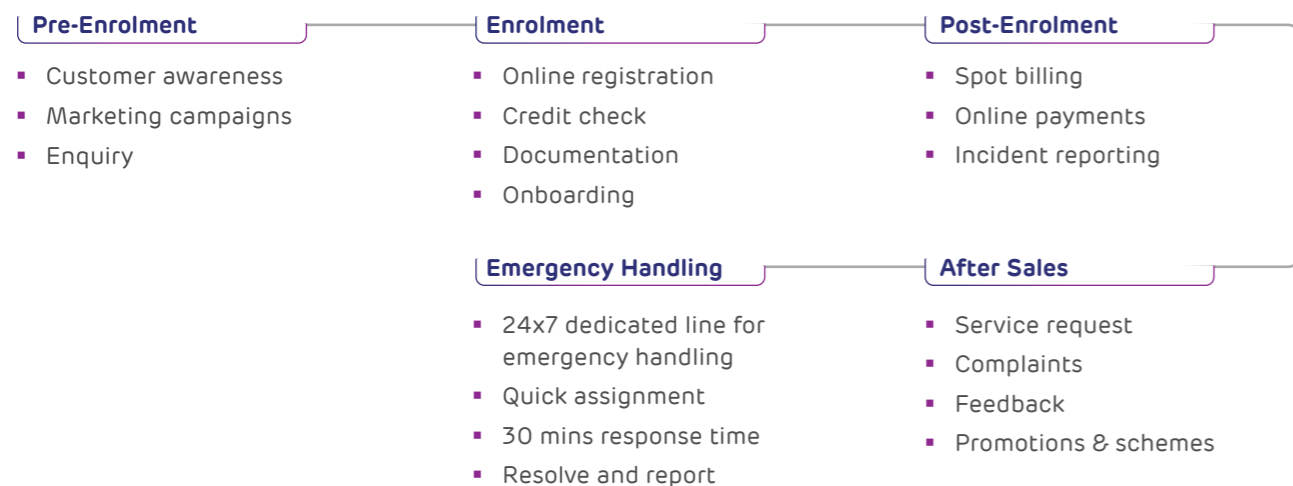 Pre-Enrolment
▪ Customer awareness
▪ Marketing campaigns
▪ Enquiry
Enrolment
▪ Online registration
▪ Credit check
▪ Documentation
▪ Onboarding
Post-Enrolment
▪ Spot billing
▪ Online payments
▪ Incident reporting
After Sales
▪ Service request
▪ Complaints
▪ Feedback
▪ Promotions & schemes
Emergency Handling
▪ 24x7 dedicated line for
emergency handling
▪ Quick assignment
▪ 30 mins response time
▪ Resolve and report